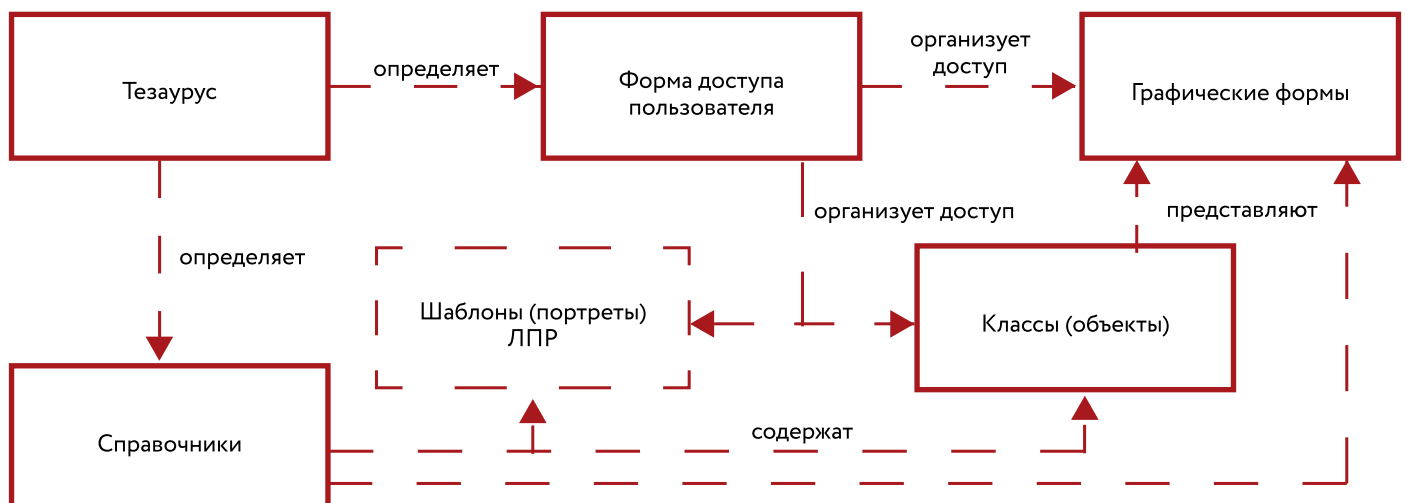 Тезаурус
определяет
Форма доступа
пользователя
организует
доступ
Графические формы
определяет
организует доступ
представляют
Шаблоны (портреты)
ЛПР
Классы (объекты)
Справочники
содержат